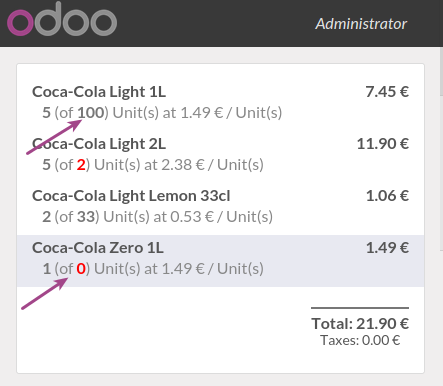 odoo
Administrator
Coca-Cola Light 1L 7.45 €
5 (of 100) Unit(s) at 1.49 € / Unit(s)
Coca-Cola Light 2L 11.90 €
5 (of 2) Unit(s) at 2.38 € / Unit(s)
Coca-Cola Light Lemon 33cl 1.06 €
2 (of 33) Unit(s) at 0.53 € / Unit(s)
Coca-Cola Zero 1L 1.49 €
1 (of 0) Unit(s) at 1.49 € / Unit(s)
Total: 21.90 €
Taxes: 0.00 €